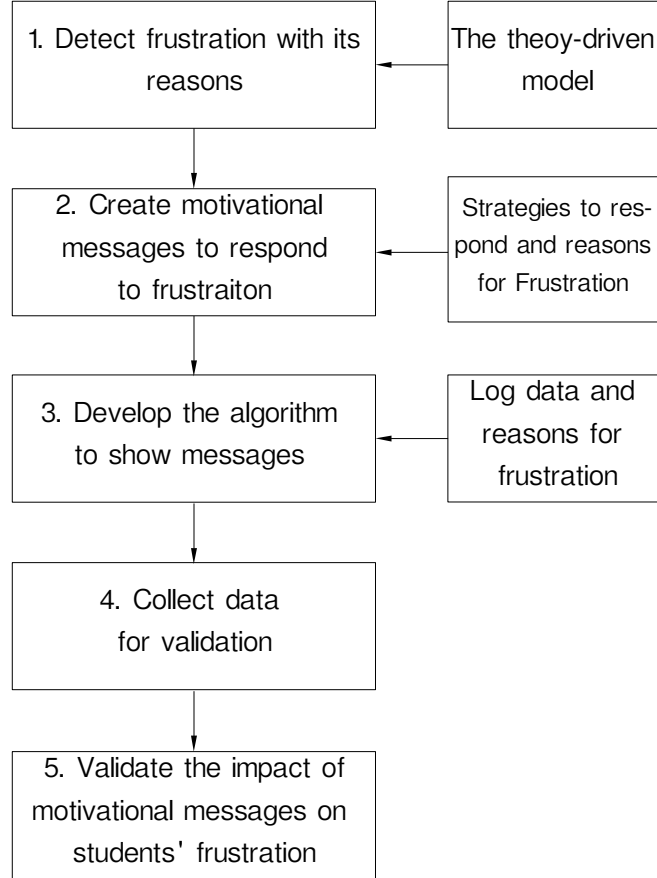 1. Detect frustration with its
reasons
The theoy-driven
model
2. Create motivational
messages to respond
to frustraiton
Strategies to res-
pond and reasons
for Frustration
3. Develop the algorithm
to show messages
Log data and
reasons for
frustration
4. Collect data
for validation
5. Validate the impact of
motivational messages on
students' frustration